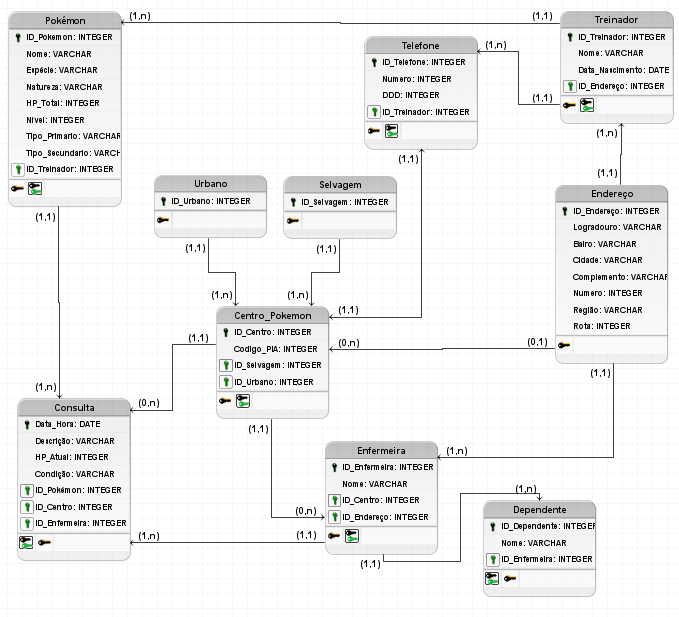 Pokémon
ID_Pokemon: INTEGER
Nome: VARCHAR
Espécie: VARCHAR
Natureza: VARCHAR
HP_Total: INTEGER
Nível: INTEGER
Tipo_Primario: VARCHAR
Tipo_Secundario: VARCH
ID_Treinador: INTEGER
(1,n)
(1,1)
Treinador
ID_Treinador: INTEGER
Nome: VARCHAR
Data_Nascimento: DATE
ID_Endereço: INTEGER
Telefone
ID_Telefone: INTEGER
Numero: INTEGER
DDD: INTEGER
ID_Treinador: INTEGER
(1,n)
(1,1)
(1,n)
(1,1)
(1,1)
Urbano
ID_Urbano: INTEGER
Selvagem
ID_Selvagem: INTEGER
Endereço
ID_Endereço: INTEGER
Logradouro: VARCHAR
Bairo: VARCHAR
Cidade: VARCHAR
Complemento: VARCHAR
Numero: INTEGER
Região: VARCHAR
Rota: INTEGER
(1,1)
(1,1)
(1,1)
(1,n)
(1,n)
(1,1)
Centro_Pokemon
ID_Centro: INTEGER
Codigo_PIA: INTEGER
ID_Selvagem: INTEGER
ID_Urbano: INTEGER
(1,1)
(0,n)
(0,1)
(1,1)
(1,n)
(0,n)
Consulta
Data_Hora: DATE
Descrição: VARCHAR
HP_Atual: INTEGER
Condição: VARCHAR
ID_Pokémon: INTEGER
ID_Centro: INTEGER
ID_Enfermeira: INTEGER
(1,1)
(0,n)
(1,n)
Enfermeira
ID_Enfermeira: INTEGER
Nome: VARCHAR
ID_Centro: INTEGER
ID_Endereço: INTEGER
(1,n)
(1,1)
(1,1)
(1,n)
Dependente
ID_Dependente: INTEGER
Nome: VARCHAR
ID_Enfermeira: INTEGER